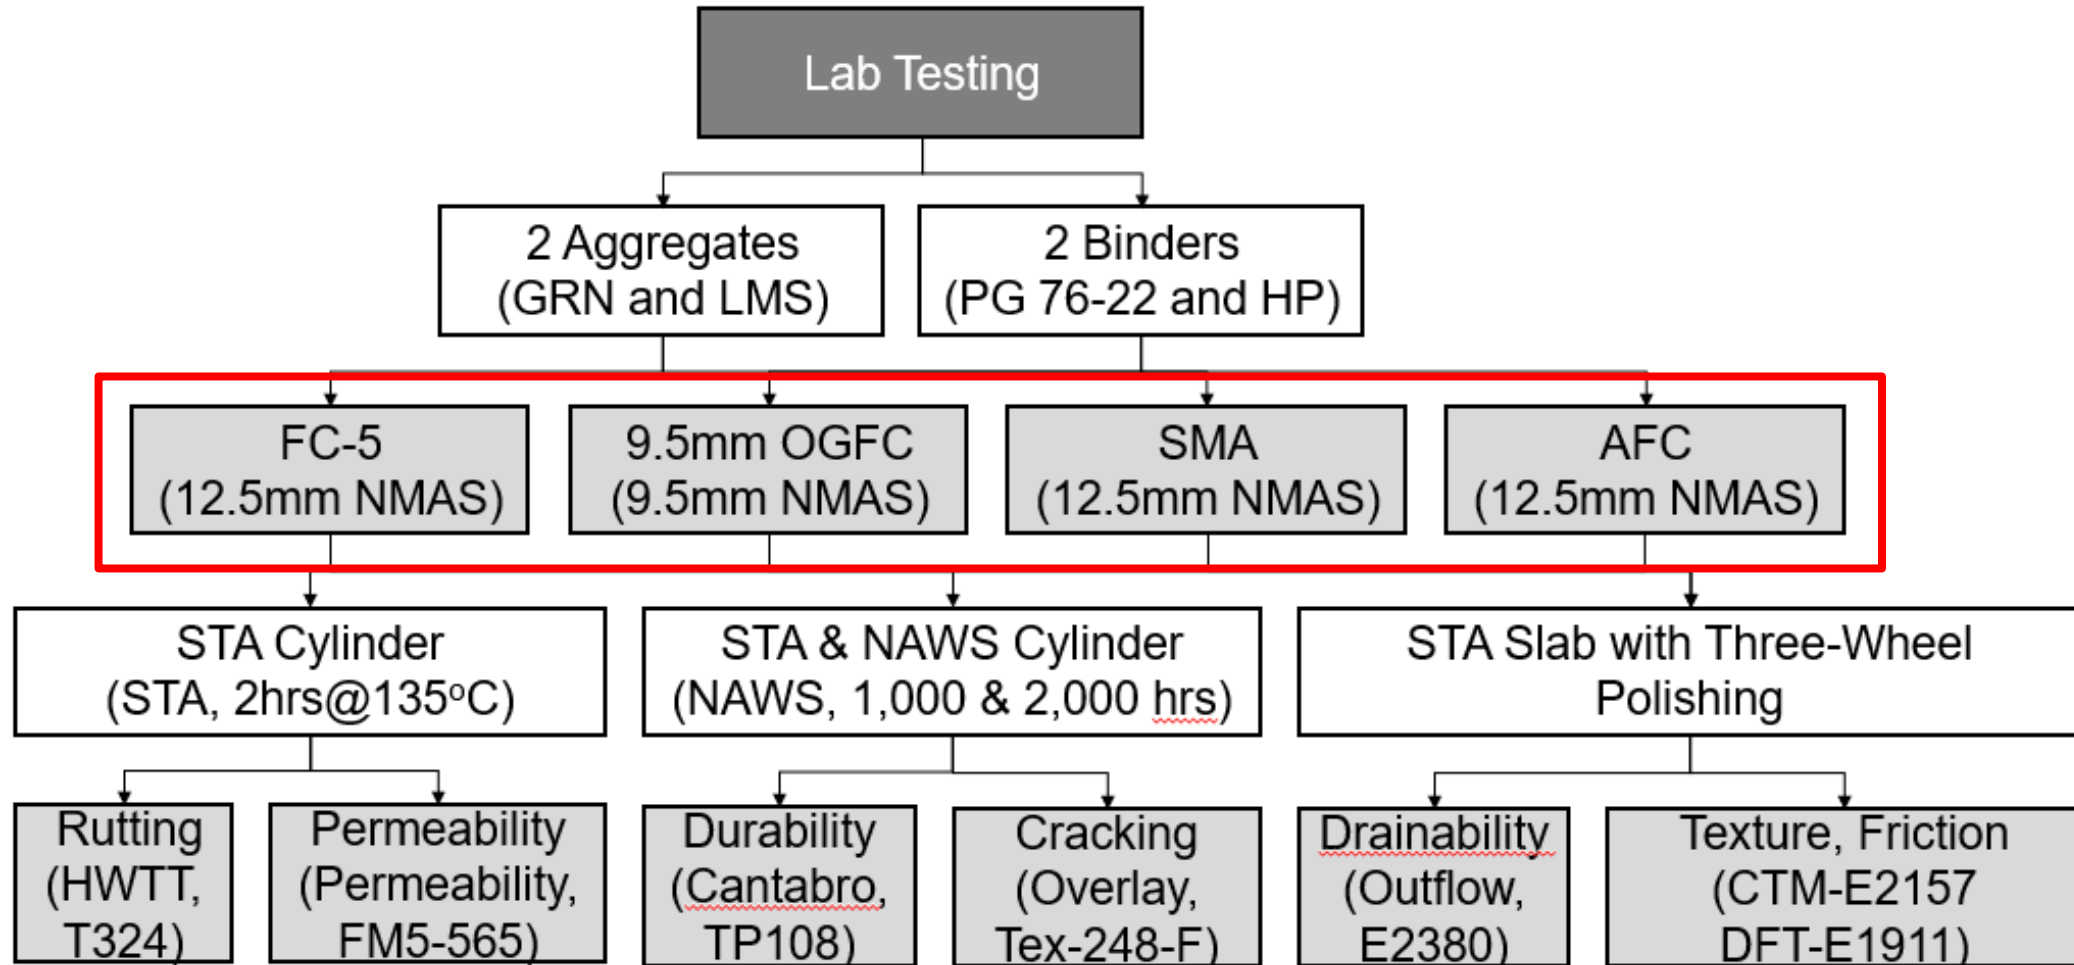 Lab Testing
2 Aggregates
(GRN and LMS)
2 Binders
(PG 76-22 and HP)
FC-5
(12.5mm NMAS)
9.5mm OGFC
(9.5mm NMAS)
SMA
(12.5mm NMAS)
AFC
(12.5mm NMAS)
STA Cylinder
(STA, 2hrs@135°C)
STA & NAWS Cylinder
(NAWS, 1,000 & 2,000 hrs)
STA Slab with Three-Wheel
Polishing
Rutting
(HWTT,
T324)
Permeability
(Permeability,
FM5-565)
Durability
(Cantabro,
TP108)
Cracking
(Overlay,
Tex-248-F)
Drainability
(Outflow,
E2380)
Texture, Friction
(CTM-E2157
DFT-E1911)